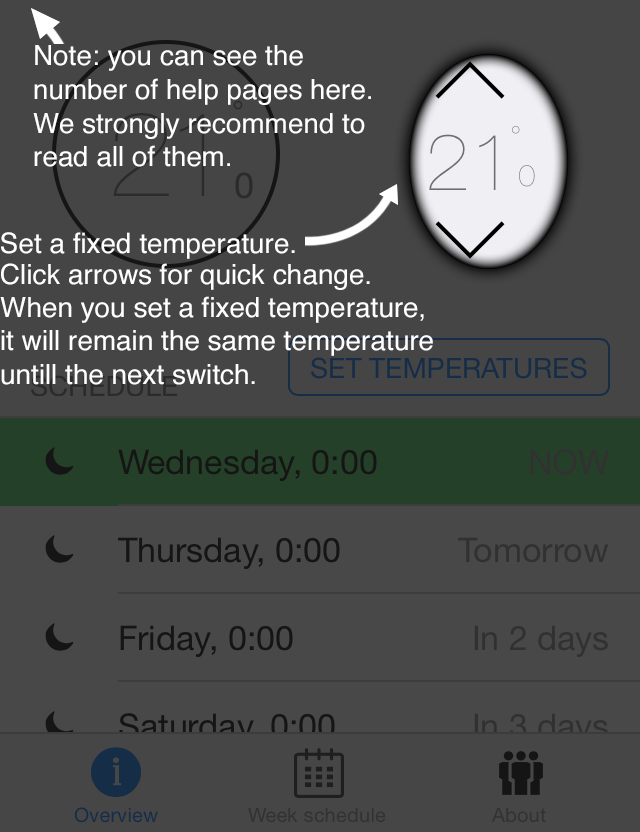 Note: you can see the
number of help pages here.
We strongly recommend to
read all of them.
21°0
21°0
Set a fixed temperature.
Click arrows for quick change.
When you set a fixed temperature,
it will remain the same temperature
untill the next switch.
SCHEDULE
SET TEMPERATURES
Wednesday, 0:00 NOW
Thursday, 0:00 Tomorrow
Friday, 0:00 In 2 days
Saturday, 0:00 In 3 days
Overview Week schedule About